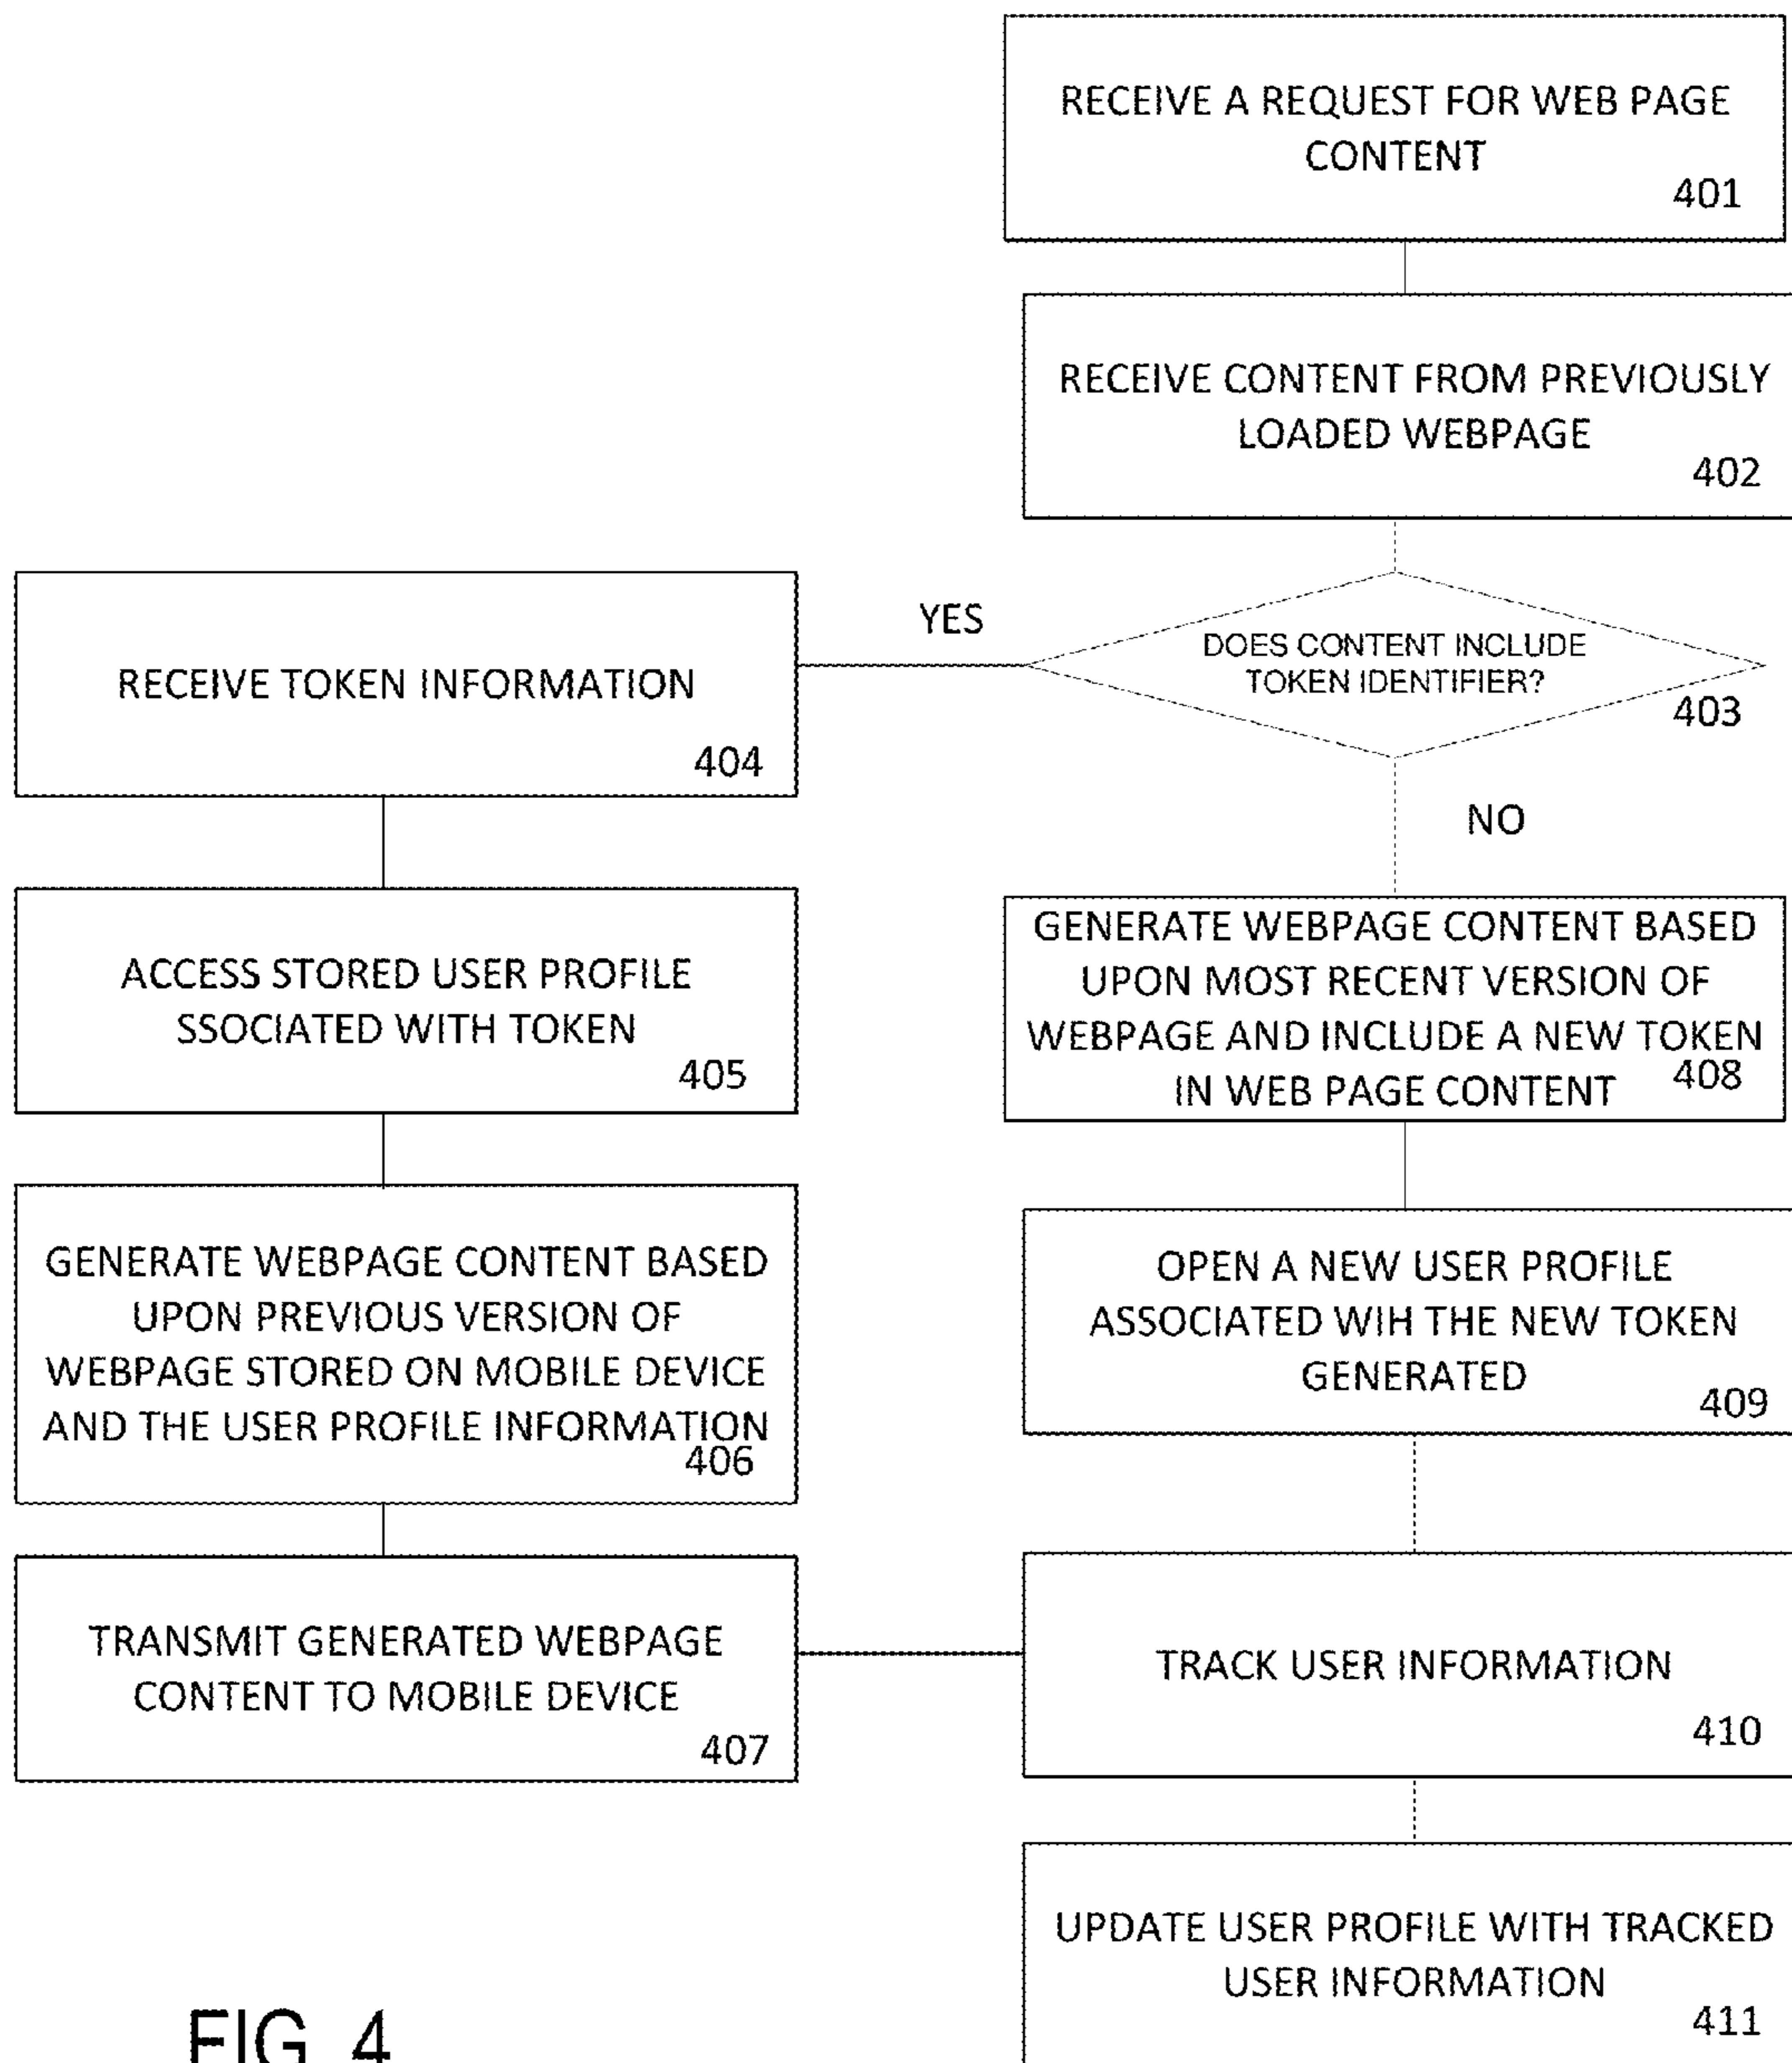 RECEIVE A REQUEST FOR WEB PAGE
CONTENT
401
RECEIVE CONTENT FROM PREVIOUSLY
LOADED WEBPAGE
402
DOES CONTENT INCLUDE
TOKEN IDENTIFIER?
403
YES
NO
RECEIVE TOKEN INFORMATION
404
ACCESS STORED USER PROFILE
SSOCIATED WITH TOKEN
405
GENERATE WEBPAGE CONTENT BASED
UPON PREVIOUS VERSION OF
WEBPAGE STORED ON MOBILE DEVICE
AND THE USER PROFILE INFORMATION
406
TRANSMIT GENERATED WEBPAGE
CONTENT TO MOBILE DEVICE
407
GENERATE WEBPAGE CONTENT BASED
UPON MOST RECENT VERSION OF
WEBPAGE AND INCLUDE A NEW TOKEN
IN WEB PAGE CONTENT 408
OPEN A NEW USER PROFILE
ASSOCIATED WIH THE NEW TOKEN
GENERATED
409
TRACK USER INFORMATION
410
UPDATE USER PROFILE WITH TRACKED
USER INFORMATION
411
FIG. 4